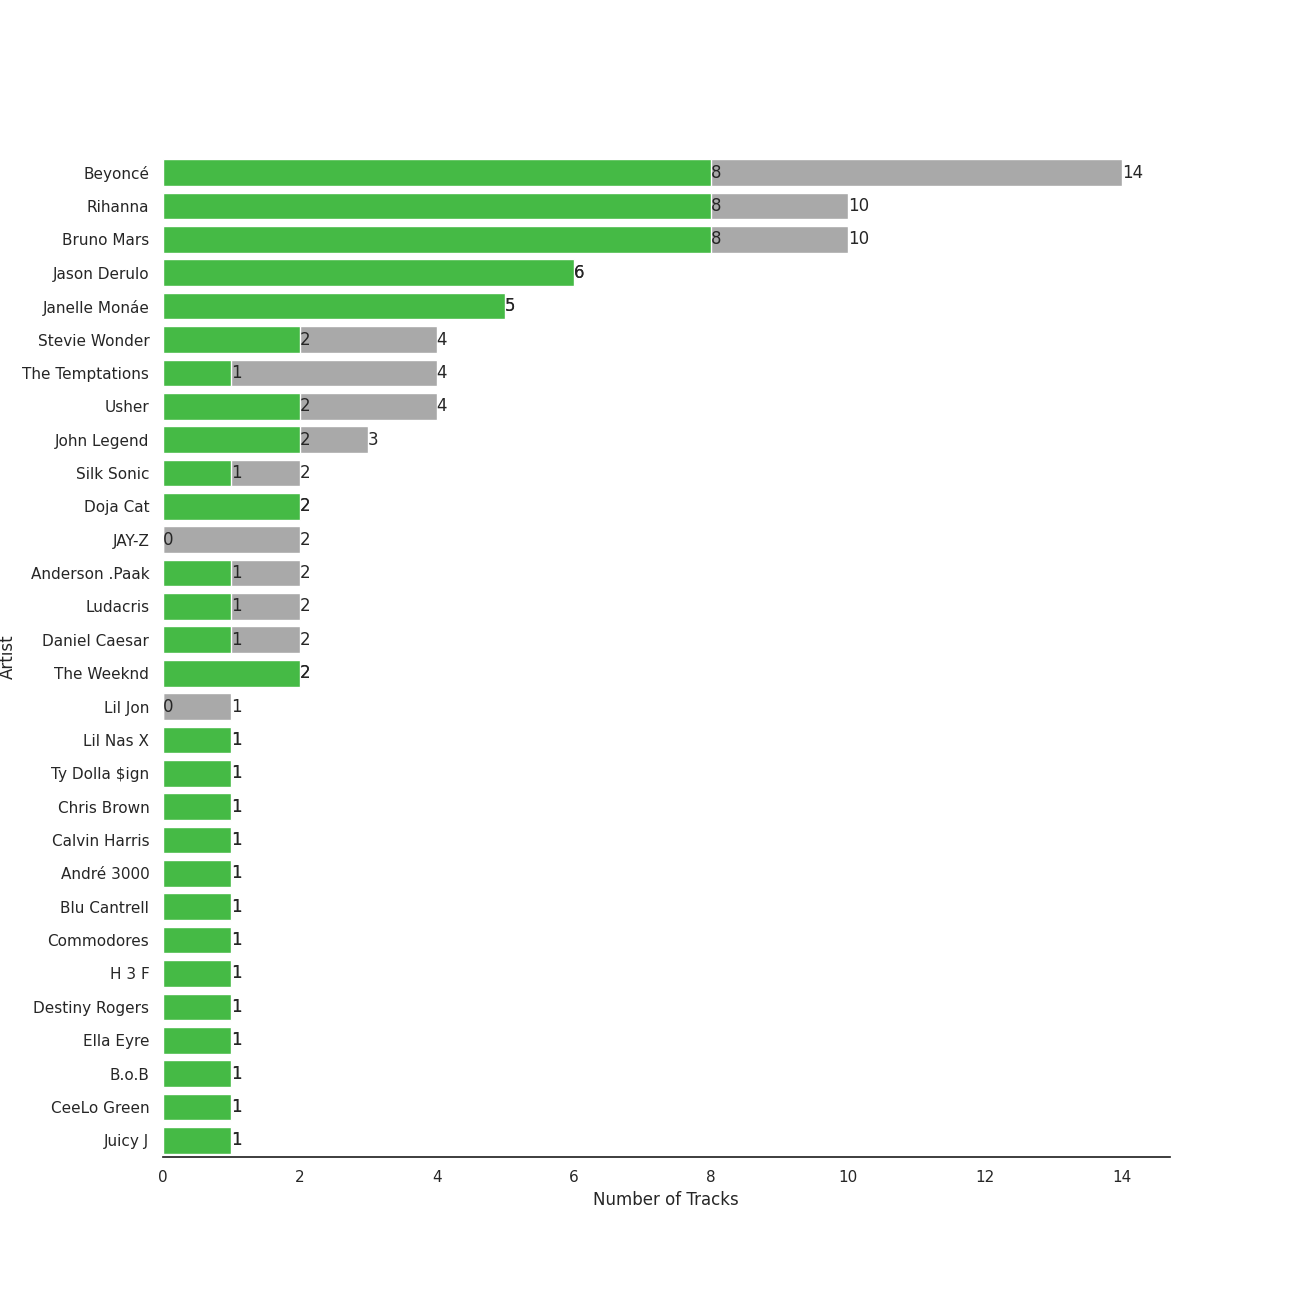 Beyoncé 8 14
Rihanna 8 10
Bruno Mars 8 10
Jason Derulo 6
Janelle Monáe 5
Stevie Wonder 2 4
The Temptations 1 4
Usher 2 4
John Legend 2 3
Silk Sonic 1 2
Doja Cat 2
JAY-Z 0 2
Anderson .Paak 1 2
Ludacris 1 2
Daniel Caesar 1 2
The Weeknd 2
Lil Jon 0 1
Lil Nas X 1
Ty Dolla $ign 1
Chris Brown 1
Calvin Harris 1
André 3000 1
Blu Cantrell 1
Commodores 1
H 3 F 1
Destiny Rogers 1
Ella Eyre 1
B.o.B 1
CeeLo Green 1
Juicy J 1
Artist
0 2 4 6 8 10 12 14
Number of Tracks